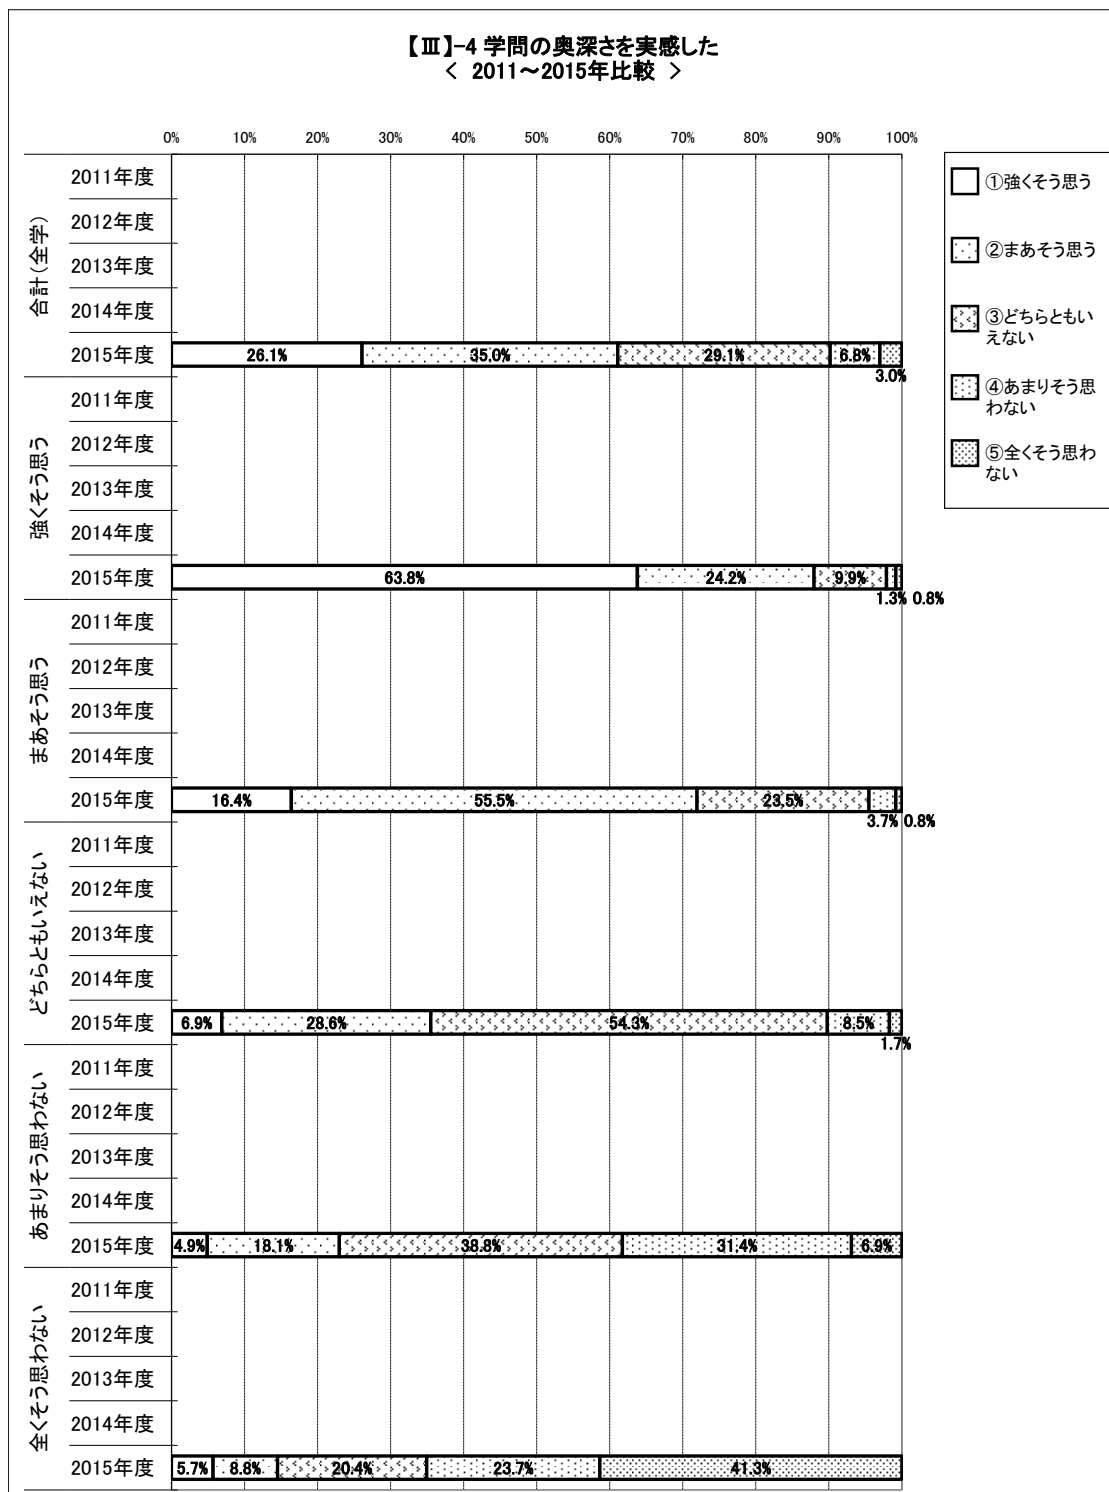 【Ⅲ】-4 学問の奥深さを実感した
＜ 2011～2015年比較 ＞
0% 10% 20% 30% 40% 50% 60% 70% 80% 90% 100%
合計（全学）
2011年度
2012年度
2013年度
2014年度
2015年度 26.1% 35.0% 29.1% 6.8%
3.0%
強くそう思う
2011年度
2012年度
2013年度
2014年度
2015年度 63.8% 24.2% 9.9%
1.3% 0.8%
まあそう思う
2011年度
2012年度
2013年度
2014年度
2015年度 16.4% 55.5% 23.5%
3.7% 0.8%
どちらともいえない
2011年度
2012年度
2013年度
2014年度
2015年度 6.9% 28.6% 54.3% 8.5%
1.7%
あまりそう思わない
2011年度
2012年度
2013年度
2014年度
2015年度 4.9% 18.1% 38.8% 31.4% 6.9%
全くそう思わない
2011年度
2012年度
2013年度
2014年度
2015年度 5.7% 8.8% 20.4% 23.7% 41.3%
①強くそう思う
②まあそう思う
③どちらともい
えない
④あまりそう思
わない
⑤全くそう思わ
ない